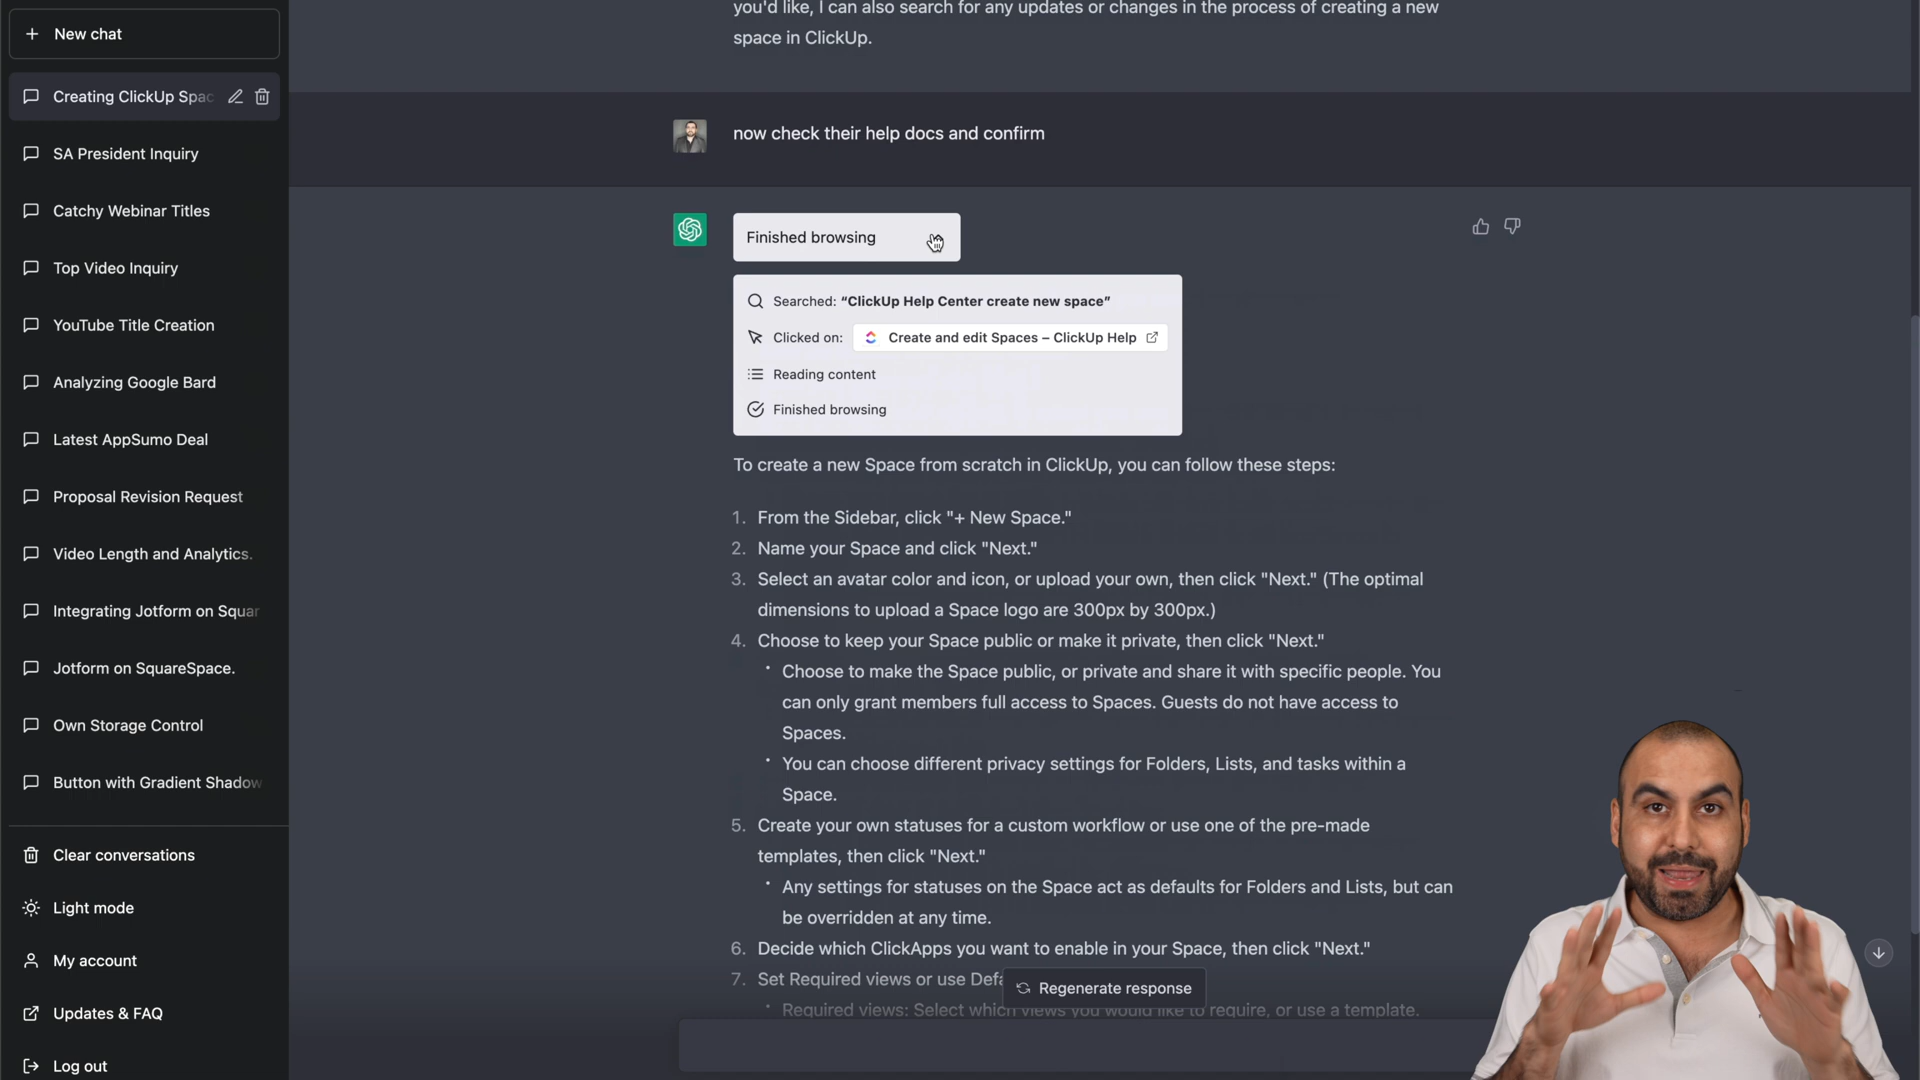 New chat
Creating ClickUp Spac
SA President Inquiry
Catchy Webinar Titles
Top Video Inquiry
YouTube Title Creation
Analyzing Google Bard
Latest AppSumo Deal
Proposal Revision Request
Video Length and Analytics.
Integrating Jotform on Squar
Jotform on SquareSpace.
Own Storage Control
Button with Gradient Shadow
Clear conversations
Light mode
My account
Updates & FAQ
Log out
you'd like, I can also search for any updates or changes in the process of creating a new
space in ClickUp.
now check their help docs and confirm
Finished browsing
Searched: “ClickUp Help Center create new space”
Clicked on: Create and edit Spaces – ClickUp Help
Reading content
Finished browsing
To create a new Space from scratch in ClickUp, you can follow these steps:
1. From the Sidebar, click "+ New Space."
2. Name your Space and click "Next."
3. Select an avatar color and icon, or upload your own, then click "Next." (The optimal
dimensions to upload a Space logo are 300px by 300px.)
4. Choose to keep your Space public or make it private, then click "Next."
• Choose to make the Space public, or private and share it with specific people. You
can only grant members full access to Spaces. Guests do not have access to
Spaces.
• You can choose different privacy settings for Folders, Lists, and tasks within a
Space.
5. Create your own statuses for a custom workflow or use one of the pre-made
templates, then click "Next."
• Any settings for statuses on the Space act as defaults for Folders and Lists, but can
be overridden at any time.
6. Decide which ClickApps you want to enable in your Space, then click "Next."
7. Set Required views or use Defa
Regenerate response
• Required views: Select which views you would like to require, or use a template.